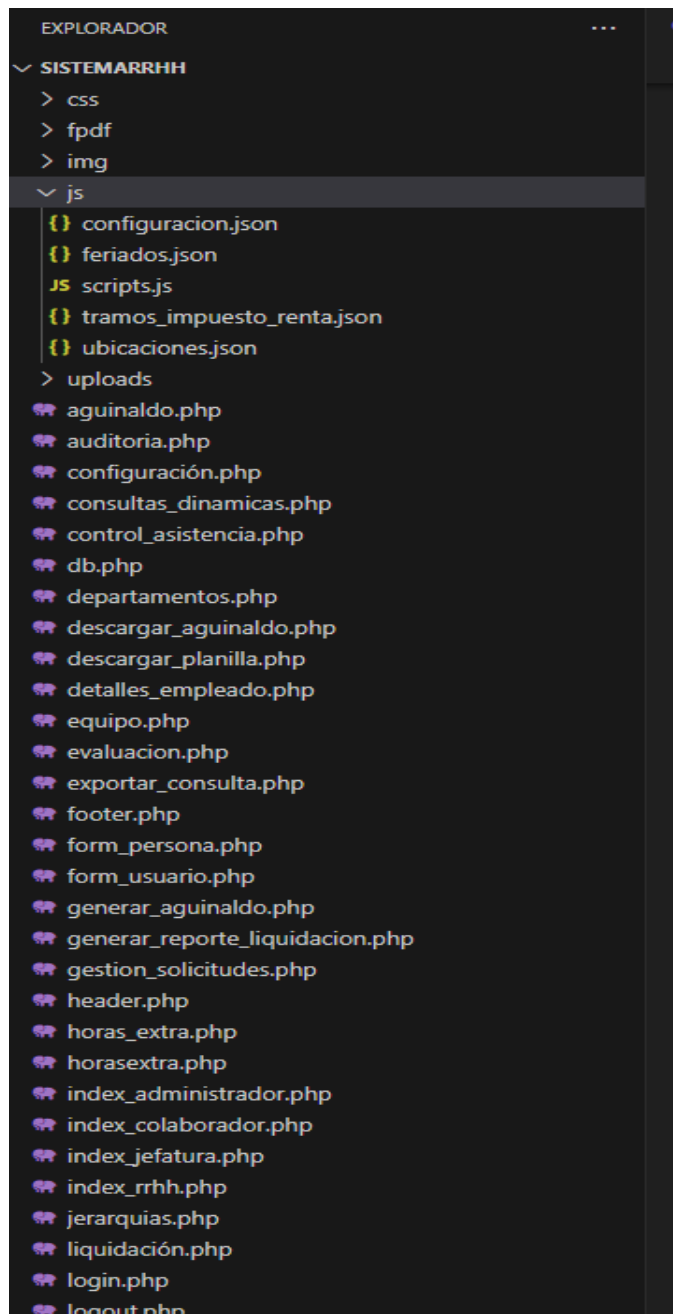 EXPLORADOR ...
SISTEMARRHH
css
fpdf
img
js
{} configuracion.json
{} feriados.json
JS scripts.js
{} tramos_impuesto_renta.json
{} ubicaciones.json
uploads
aguinaldo.php
auditoria.php
configuración.php
consultas_dinamicas.php
control_asistencia.php
db.php
departamentos.php
descargar_aguinaldo.php
descargar_planilla.php
detalles_empleado.php
equipo.php
evaluacion.php
exportar_consulta.php
footer.php
form_persona.php
form_usuario.php
generar_aguinaldo.php
generar_reporte_liquidacion.php
gestion_solicitudes.php
header.php
horas_extra.php
horasextra.php
index_administrador.php
index_colaborador.php
index_jefatura.php
index_rrhh.php
jerarquias.php
liquidación.php
login.php
logout.php